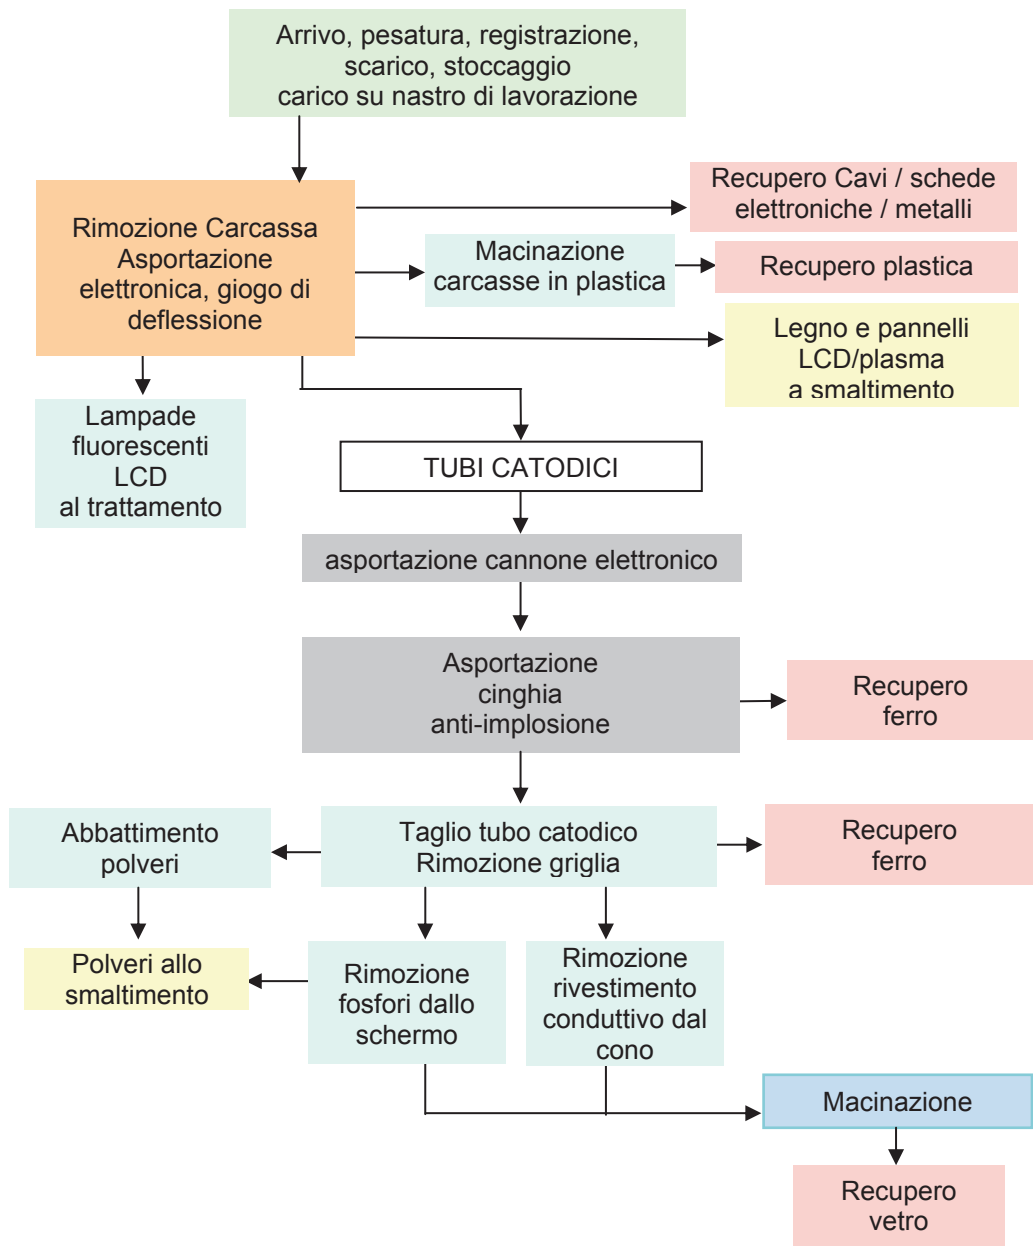 Arrivo, pesatura, registrazione,
scarico, stoccaggio
carico su nastro di lavorazione
Rimozione Carcassa
Asportazione
elettronica, giogo di
deflessione
Recupero Cavi / schede
elettroniche / metalli
Macinazione
carcasse in plastica
Recupero plastica
Legno e pannelli
LCD/plasma
a smaltimento
Lampade
fluorescenti
LCD
al trattamento
TUBI CATODICI
asportazione cannone elettronico
Asportazione
cinghia
anti-implosione
Recupero
ferro
Abbattimento
polveri
Taglio tubo catodico
Rimozione griglia
Recupero
ferro
Polveri allo
smaltimento
Rimozione
fosfori dallo
schermo
Rimozione
rivestimento
conduttivo dal
cono
Macinazione
Recupero
vetro